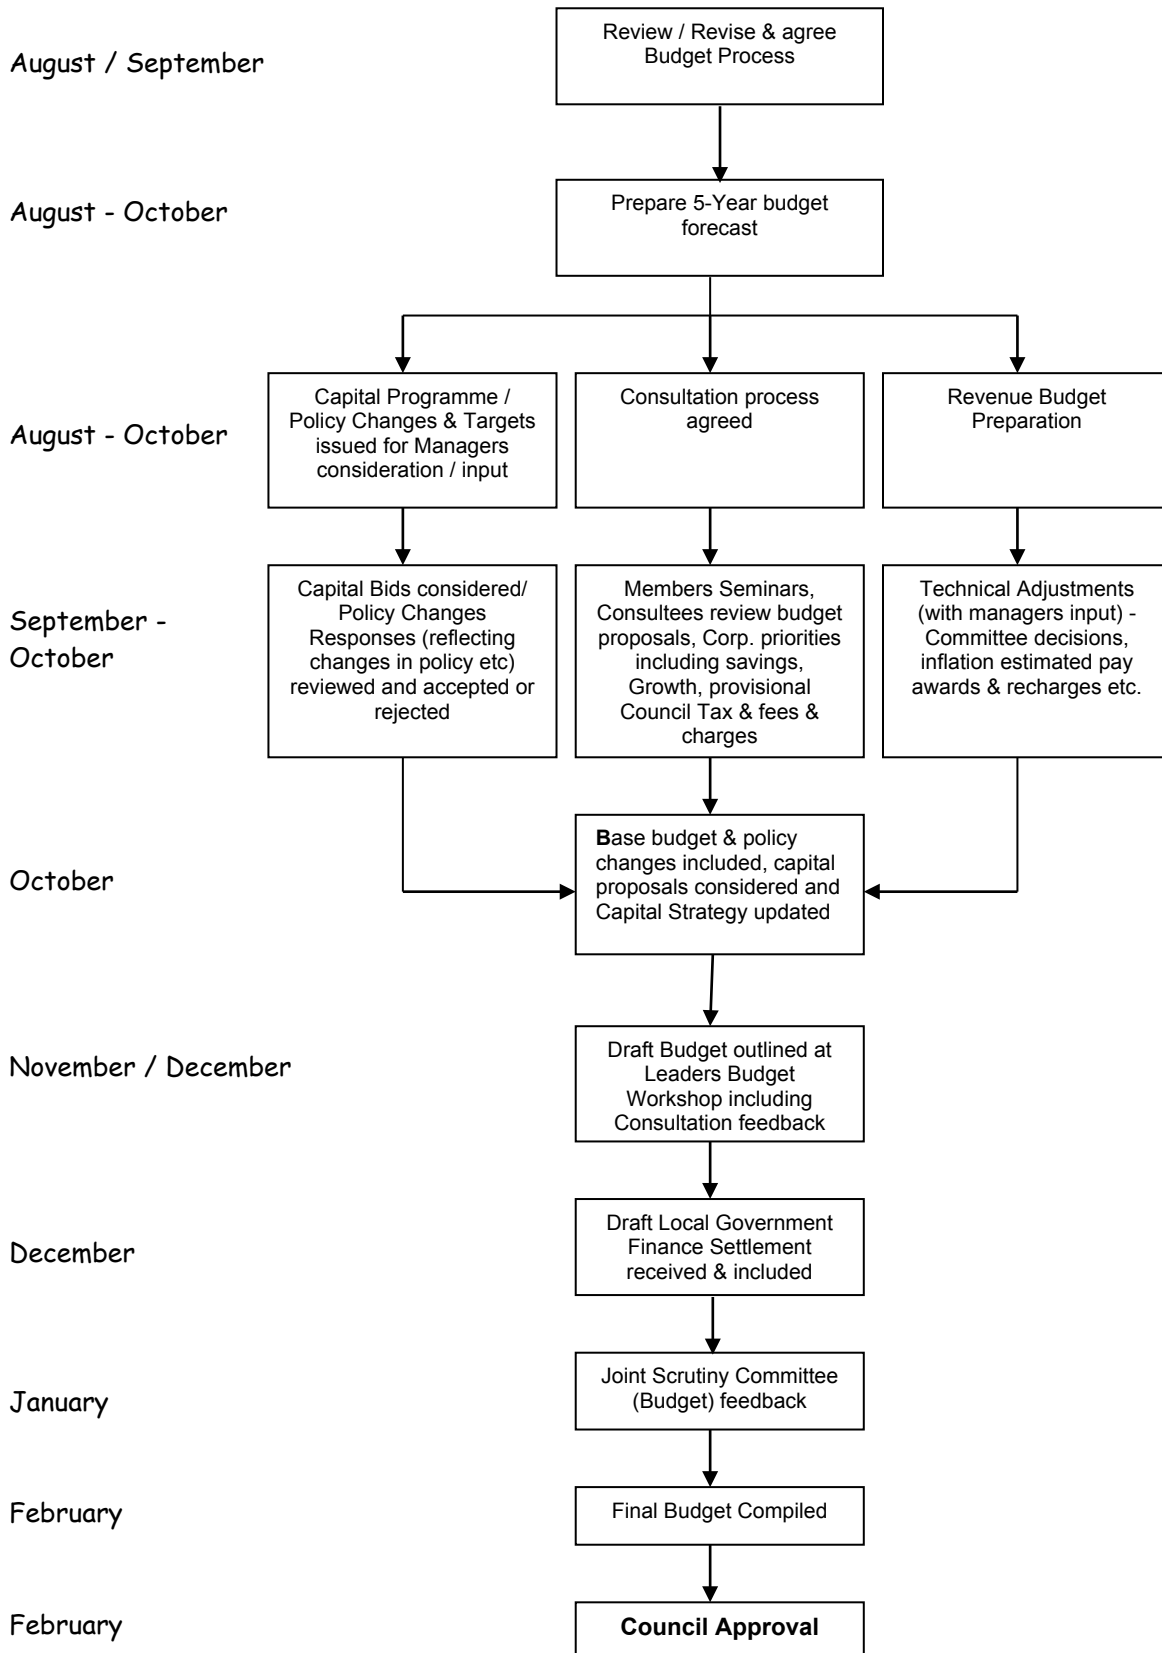 August / September
Review / Revise & agree
Budget Process
August - October
Prepare 5-Year budget
forecast
August - October
Capital Programme /
Policy Changes & Targets
issued for Managers
consideration / input
Consultation process
agreed
Revenue Budget
Preparation
September -
October
Capital Bids considered/
Policy Changes
Responses (reflecting
changes in policy etc)
reviewed and accepted or
rejected
Members Seminars,
Consultees review budget
proposals, Corp. priorities
including savings,
Growth, provisional
Council Tax & fees &
charges
Technical Adjustments
(with managers input) -
Committee decisions,
inflation estimated pay
awards & recharges etc.
October
Base budget & policy
changes included, capital
proposals considered and
Capital Strategy updated
November / December
Draft Budget outlined at
Leaders Budget
Workshop including
Consultation feedback
December
Draft Local Government
Finance Settlement
received & included
January
Joint Scrutiny Committee
(Budget) feedback
February
Final Budget Compiled
February
Council Approval